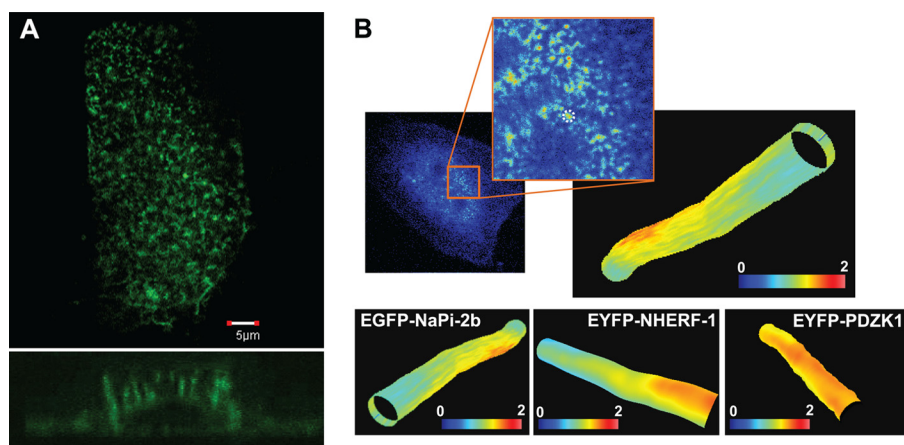 A
5µm
B
0 2
EGFP-NaPi-2b
0 2
EYFP-NHERF-1
0 2
EYFP-PDZK1
0 2